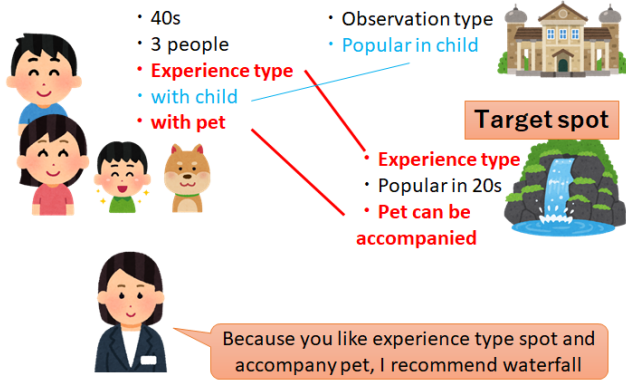 ・40s
・3 people
・Experience type
・with child
・with pet
・Observation type
・Popular in child
Target spot
・Experience type
・Popular in 20s
・Pet can be
accompanied
Because you like experience type spot and
accompany pet, I recommend waterfall